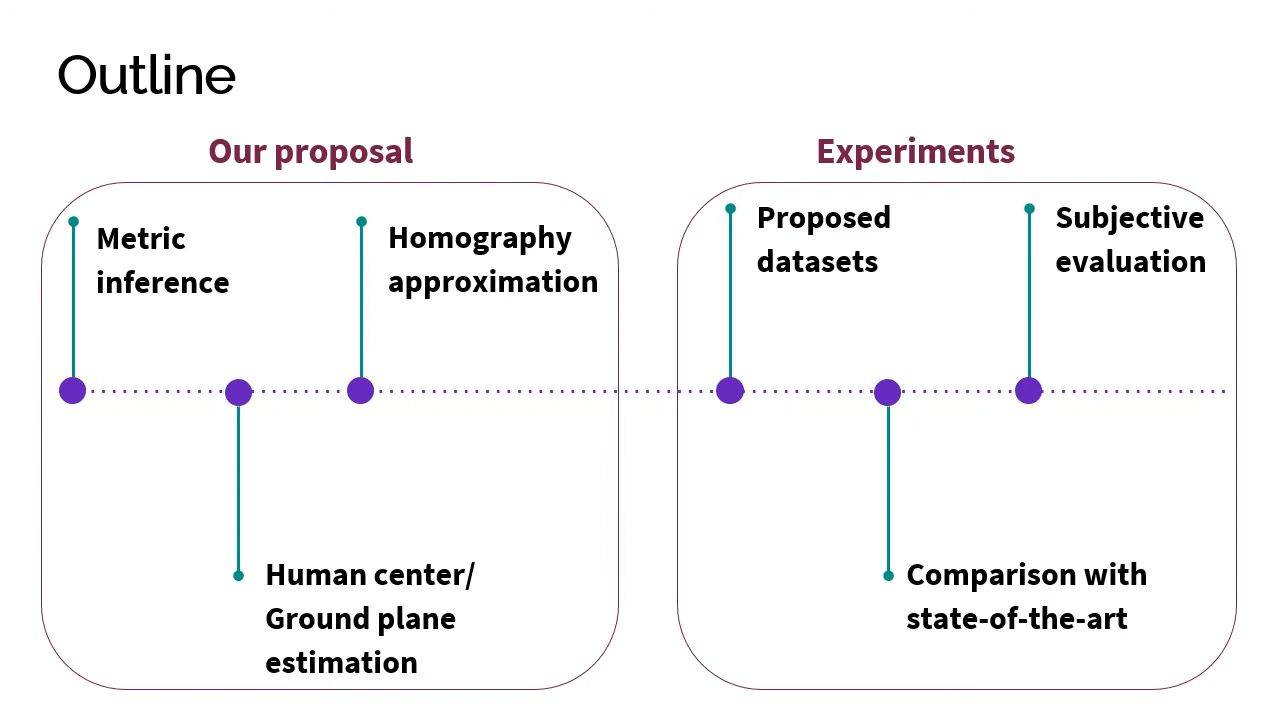 Outline
Our proposal
Metric
inference
Homography
approximation
Human center/
Ground plane
estimation
Experiments
Proposed
datasets
Subjective
evaluation
Comparison with
state-of-the-art